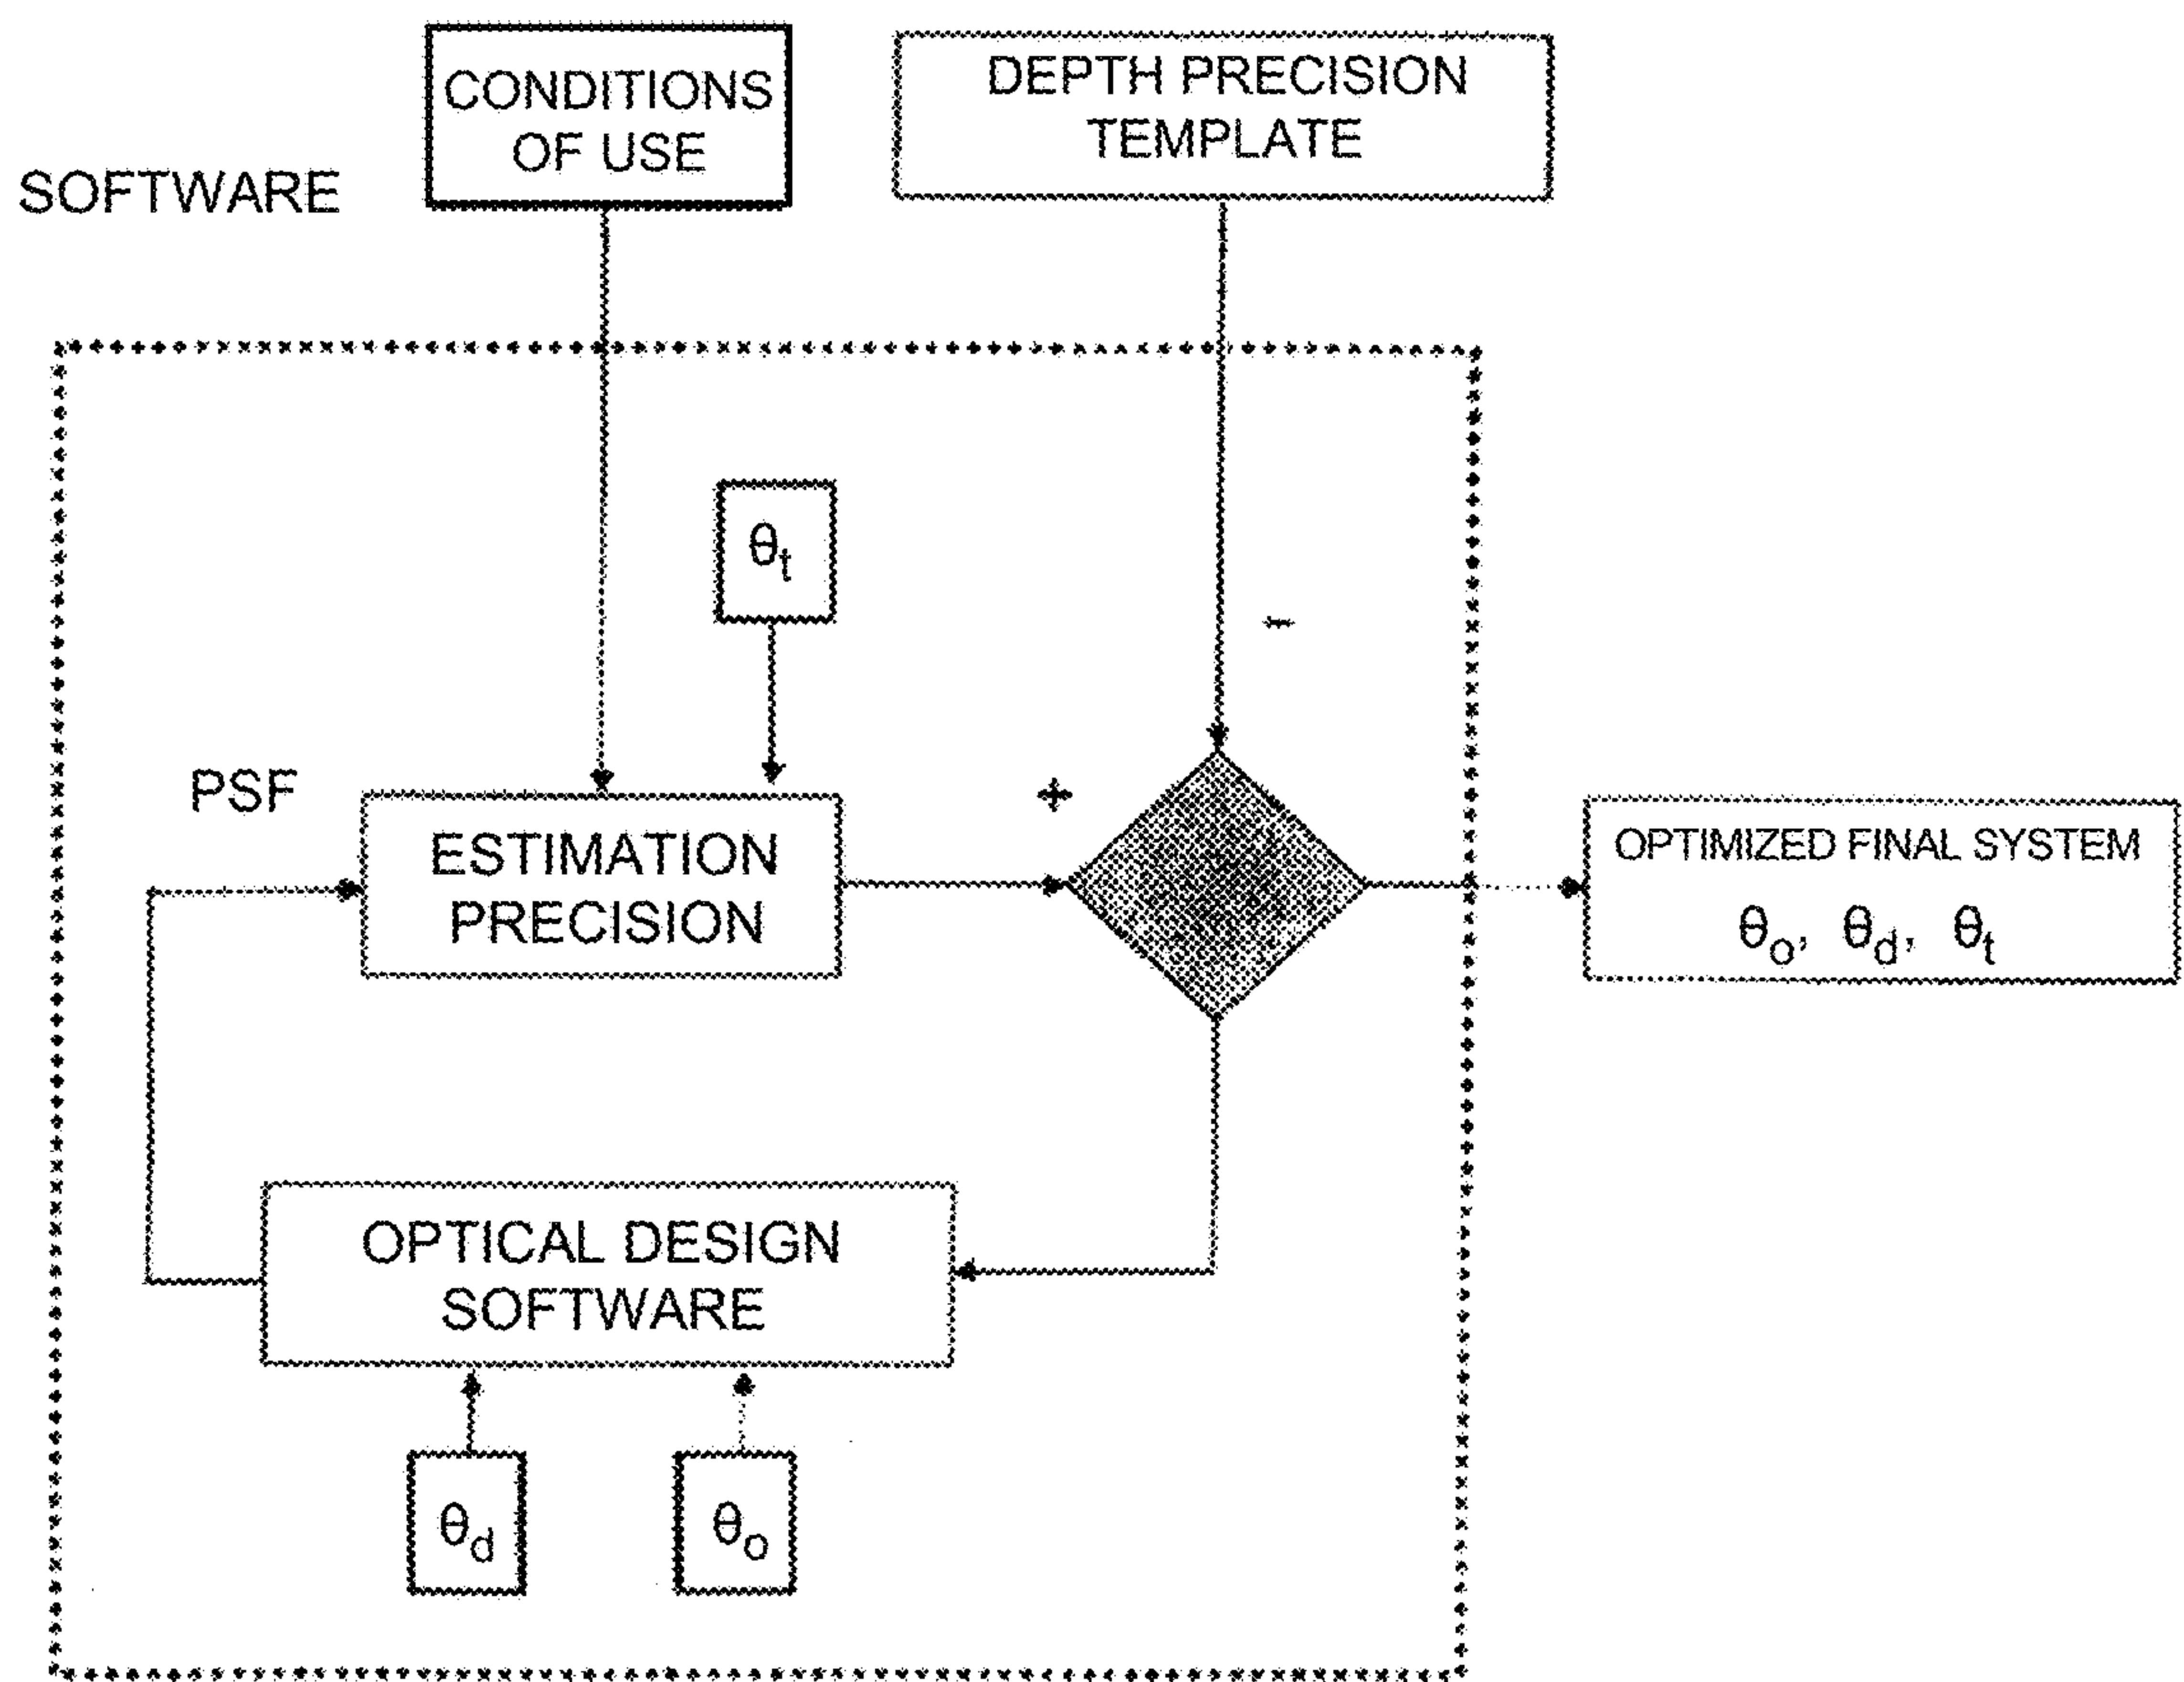 CONDITIONS
OF USE
DEPTH PRECISION
TEMPLATE
SOFTWARE
θt
-
PSF
+
ESTIMATION
PRECISION
OPTIMIZED FINAL SYSTEM
θo, θd, θt
OPTICAL DESIGN
SOFTWARE
θd
θo